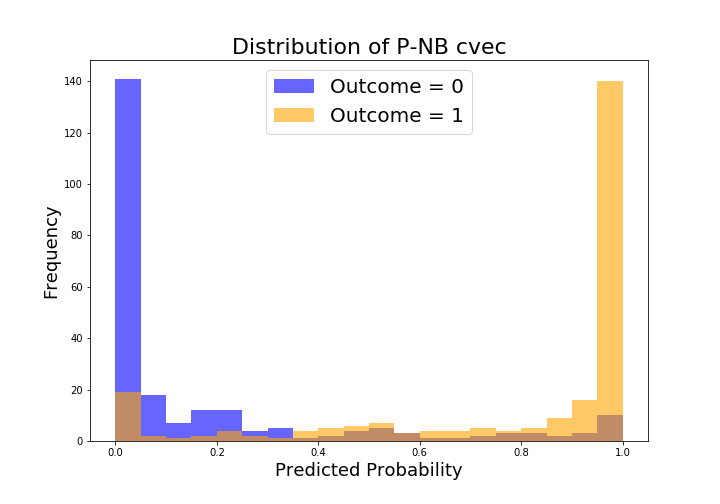 Distribution of P-NB cvec
Outcome = 0
Outcome = 1
Frequency
140
120
100
80
60
40
20
0
0.0 0.2 0.4 0.6 0.8 1.0
Predicted Probability